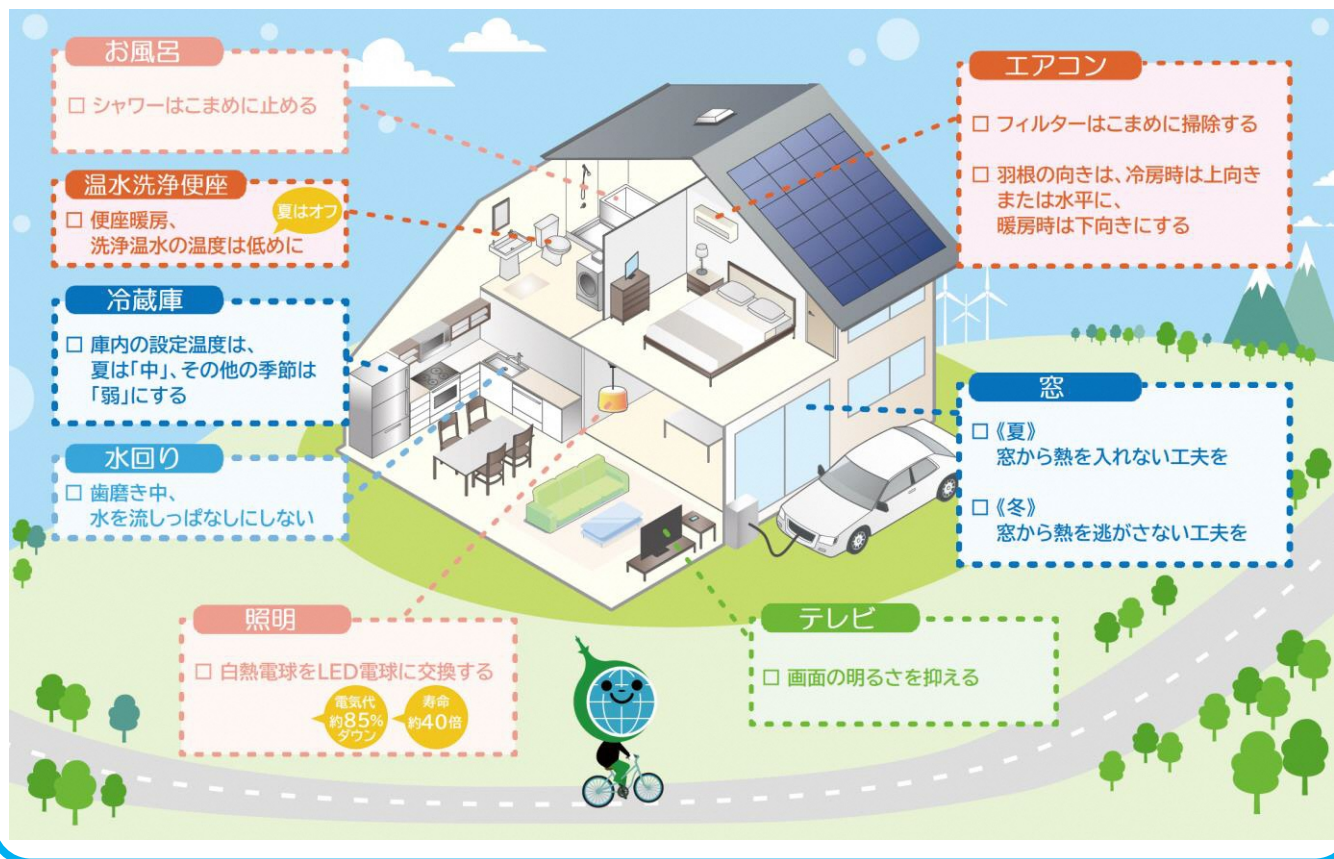 お風呂
□ シャワーはこまめに止める
温水洗浄便座
夏はオフ
□ 便座暖房、
洗浄温水の温度は低めに
冷蔵庫
□ 庫内の設定温度は、
夏は「中」、その他の季節は
「弱」にする
水回り
□ 歯磨き中、
水を流しっぱなしにしない
照明
□ 白熱電球をLED電球に交換する
電気代
約85%
ダウン
寿命
約40倍
エアコン
□ フィルターはこまめに掃除する
□ 羽根の向きは、冷房時は上向き
または水平に、
暖房時は下向きにする
窓
□ 《夏》
窓から熱を入れない工夫を
□ 《冬》
窓から熱を逃がさない工夫を
テレビ
□ 画面の明るさを抑える